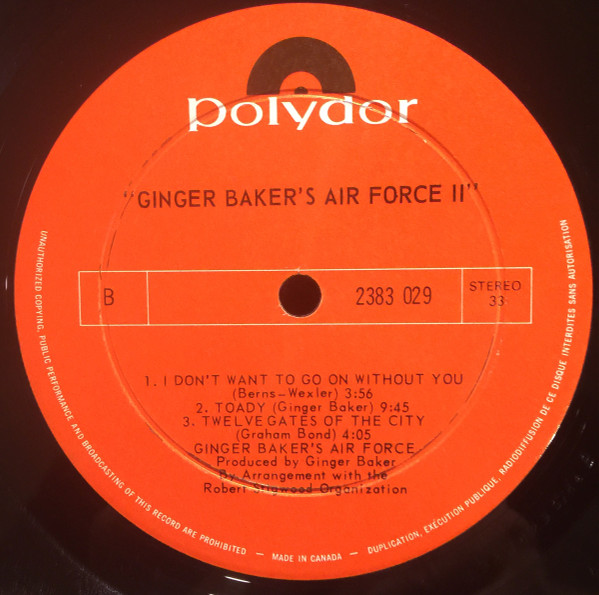 polydor
"GINGER BAKER'S AIR FORCE II"
B
2383 029
STEREO
33
1. I DON'T WANT TO GO ON WITHOUT YOU
(Berns-Wexler) 3:56
2. TOADY (Ginger Baker) 9:45
3. TWELVE GATES OF THE CITY
(Graham Bond) 4:05
GINGER BAKER'S AIR FORCE
Produced by Ginger Baker
By Arrangement with the
Robert Stigwood Organization
UNAUTHORIZED COPYING, PUBLIC PERFORMANCE AND BROADCASTING OF THIS RECORD ARE PROHIBITED — MADE IN CANADA — DUPLICATION, EXECUTION PUBLIQUE, RADIODIFFUSION DE CE DISQUE INTERDITES SANS AUTORISATION